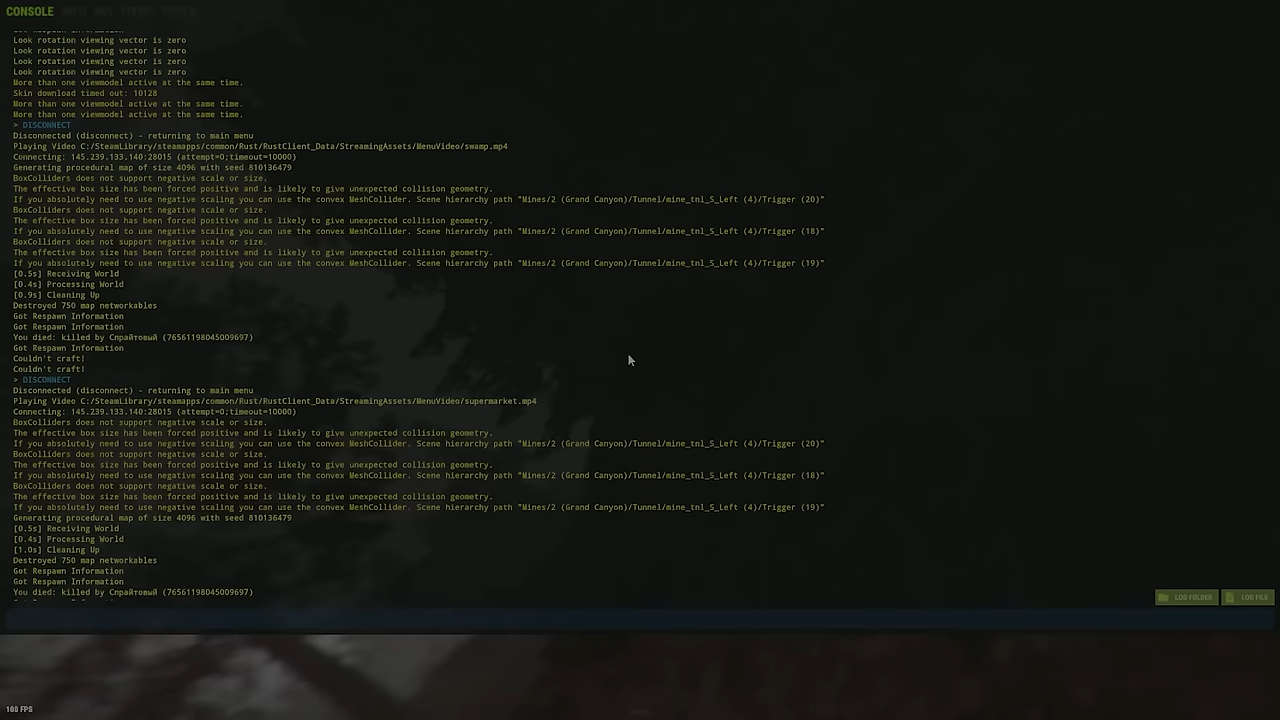 CONSOLE
Look rotation viewing vector is zero
Look rotation viewing vector is zero
Look rotation viewing vector is zero
Look rotation viewing vector is zero
More than one viewmodel active at the same time.
Skin download timed out: 10128
More than one viewmodel active at the same time.
More than one viewmodel active at the same time.
> DISCONNECT
Disconnected (disconnect) - returning to main menu
Playing Video C:/SteamLibrary/steamapps/common/Rust/RustClient_Data/StreamingAssets/MenuVideo/swamp.mp4
Connecting: 145.239.133.140:28015 (attempt=0;timeout=10000)
Generating procedural map of size 4096 with seed 810136479
BoxColliders does not support negative scale or size.
The effective box size has been forced positive and is likely to give unexpected collision geometry.
If you absolutely need to use negative scaling you can use the convex MeshCollider. Scene hierarchy path "Mines/2 (Grand Canyon)/Tunnel/mine_tnl_S_Left (4)/Trigger (20)"
BoxColliders does not support negative scale or size.
The effective box size has been forced positive and is likely to give unexpected collision geometry.
If you absolutely need to use negative scaling you can use the convex MeshCollider. Scene hierarchy path "Mines/2 (Grand Canyon)/Tunnel/mine_tnl_S_Left (4)/Trigger (18)"
BoxColliders does not support negative scale or size.
The effective box size has been forced positive and is likely to give unexpected collision geometry.
If you absolutely need to use negative scaling you can use the convex MeshCollider. Scene hierarchy path "Mines/2 (Grand Canyon)/Tunnel/mine_tnl_S_Left (4)/Trigger (19)"
[0.5s] Receiving World
[0.4s] Processing World
[0.9s] Cleaning Up
Destroyed 750 map networkables
Got Respawn Information
Got Respawn Information
You died: killed by Спрайтовый (76561198045009697)
Got Respawn Information
Couldn't craft!
Couldn't craft!
> DISCONNECT
Disconnected (disconnect) - returning to main menu
Playing Video C:/SteamLibrary/steamapps/common/Rust/RustClient_Data/StreamingAssets/MenuVideo/supermarket.mp4
Connecting: 145.239.133.140:28015 (attempt=0;timeout=10000)
BoxColliders does not support negative scale or size.
The effective box size has been forced positive and is likely to give unexpected collision geometry.
If you absolutely need to use negative scaling you can use the convex MeshCollider. Scene hierarchy path "Mines/2 (Grand Canyon)/Tunnel/mine_tnl_S_Left (4)/Trigger (20)"
BoxColliders does not support negative scale or size.
The effective box size has been forced positive and is likely to give unexpected collision geometry.
If you absolutely need to use negative scaling you can use the convex MeshCollider. Scene hierarchy path "Mines/2 (Grand Canyon)/Tunnel/mine_tnl_S_Left (4)/Trigger (18)"
BoxColliders does not support negative scale or size.
The effective box size has been forced positive and is likely to give unexpected collision geometry.
If you absolutely need to use negative scaling you can use the convex MeshCollider. Scene hierarchy path "Mines/2 (Grand Canyon)/Tunnel/mine_tnl_S_Left (4)/Trigger (19)"
Generating procedural map of size 4096 with seed 810136479
[0.5s] Receiving World
[0.4s] Processing World
[1.0s] Cleaning Up
Destroyed 750 map networkables
Got Respawn Information
Got Respawn Information
You died: killed by Спрайтовый (76561198045009697)
LOG FOLDER
LOG FILE
100 FPS